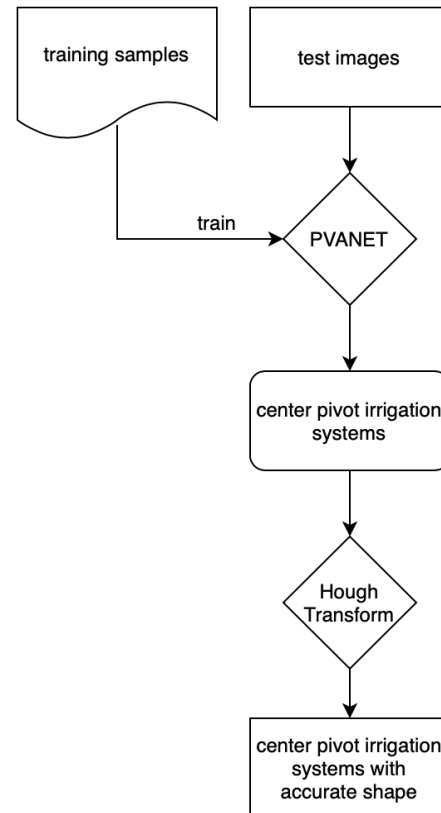 training samples
test images
train
PVANET
center pivot irrigation
systems
Hough
Transform
center pivot irrigation
systems with
accurate shape